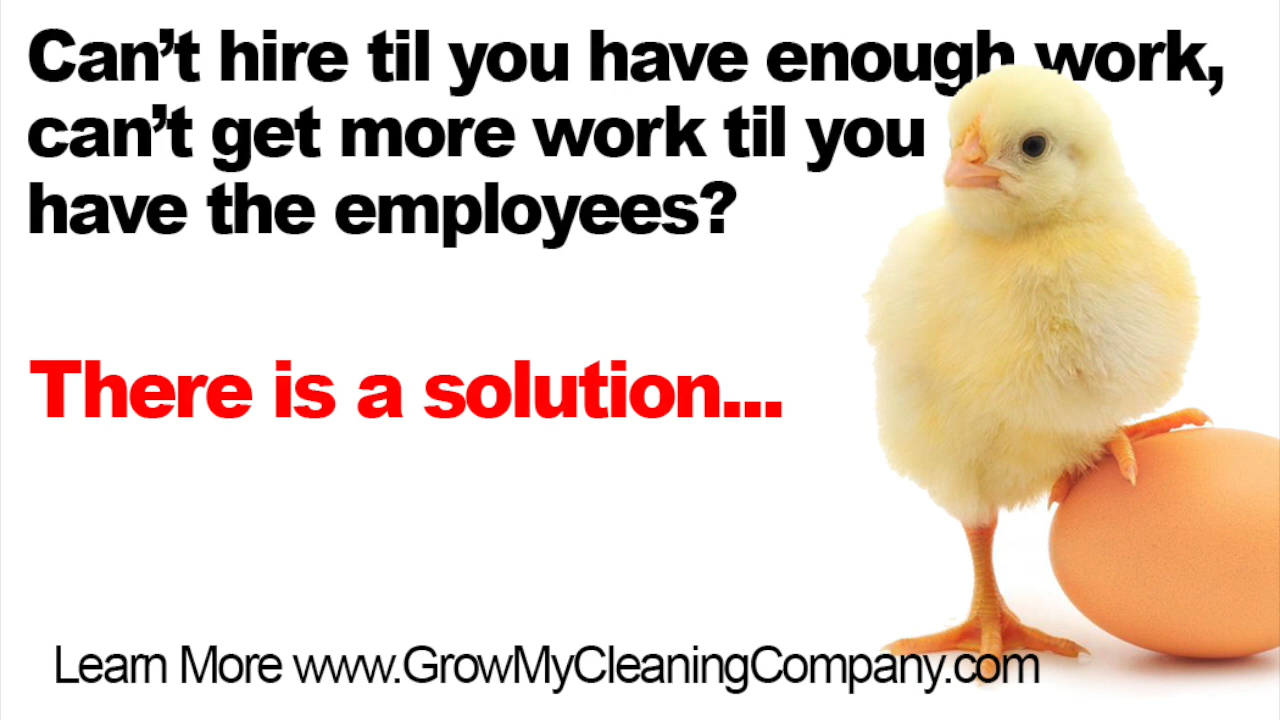 Can't hire til you have enough work,
can't get more work til you
have the employees?
There is a solution...
Learn More www.GrowMyCleaningCompany.com